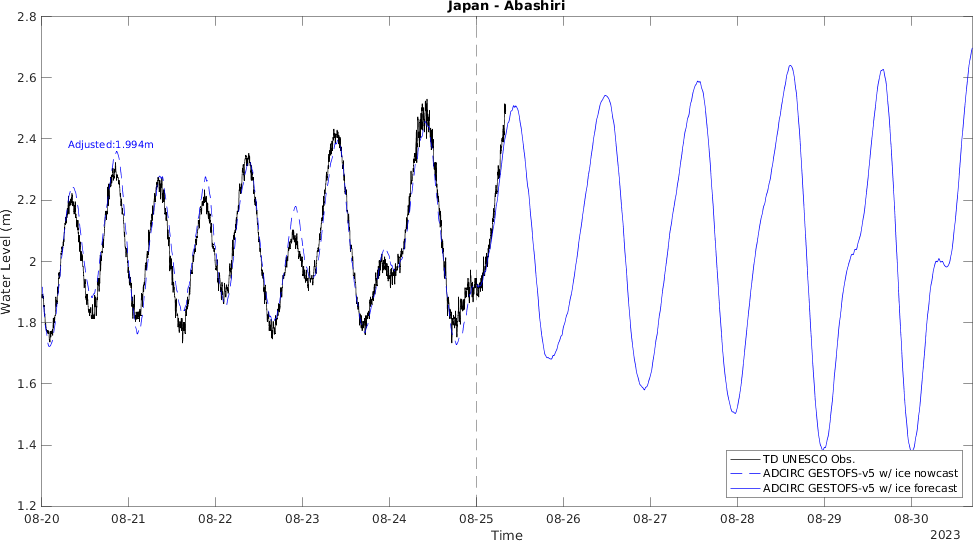 Japan - Abashiri
2.8
2.6
2.4
2.2
2
1.8
1.6
1.4
1.2
Water Level (m)
Adjusted:1.994m
TD UNESCO Obs.
ADCIRC GESTOFS-v5 w/ ice nowcast
ADCIRC GESTOFS-v5 w/ ice forecast
08-20 08-21 08-22 08-23 08-24 08-25 08-26 08-27 08-28 08-29 08-30
Time
2023